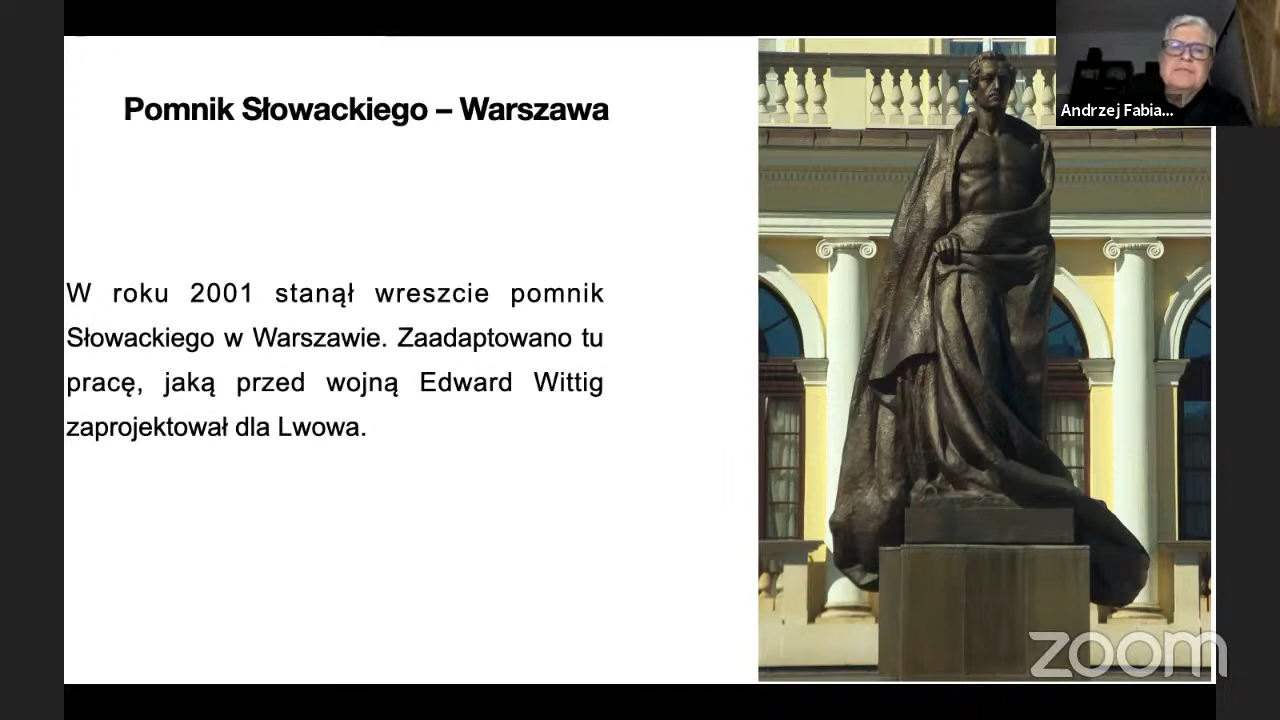 Pomnik Słowackiego – Warszawa
W roku 2001 stanął wreszcie pomnik
Słowackiego w Warszawie. Zaadaptowano tu
pracę, jaką przed wojną Edward Wittig
zaprojektował dla Lwowa.
Andrzej Fabia...
zoom